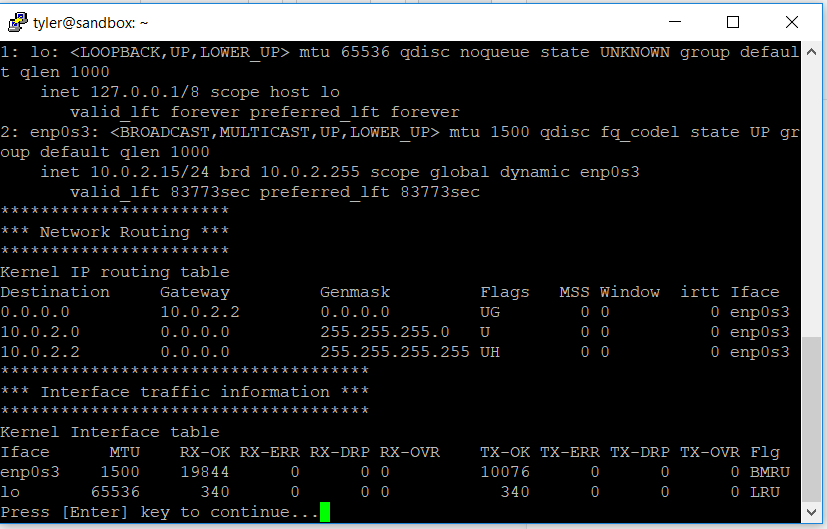 tyler@sandbox: ~
1: lo: <LOOPBACK,UP,LOWER_UP> mtu 65536 qdisc noqueue state UNKNOWN group defaul
t qlen 1000
    inet 127.0.0.1/8 scope host lo
       valid_lft forever preferred_lft forever
2: enp0s3: <BROADCAST,MULTICAST,UP,LOWER_UP> mtu 1500 qdisc fq_codel state UP gr
oup default qlen 1000
    inet 10.0.2.15/24 brd 10.0.2.255 scope global dynamic enp0s3
       valid_lft 83773sec preferred_lft 83773sec
***********************
*** Network Routing ***
***********************
Kernel IP routing table
Destination     Gateway         Genmask         Flags   MSS Window  irtt Iface
0.0.0.0         10.0.2.2        0.0.0.0         UG        0 0          0 enp0s3
10.0.2.0        0.0.0.0         255.255.255.0   U         0 0          0 enp0s3
10.0.2.2        0.0.0.0         255.255.255.255 UH        0 0          0 enp0s3
*************************************
*** Interface traffic information ***
*************************************
Kernel Interface table
Iface      MTU    RX-OK RX-ERR RX-DRP RX-OVR    TX-OK TX-ERR TX-DRP TX-OVR Flg
enp0s3    1500    19844      0      0 0         10076      0      0      0 BMRU
lo       65536      340      0      0 0           340      0      0      0 LRU
Press [Enter] key to continue...